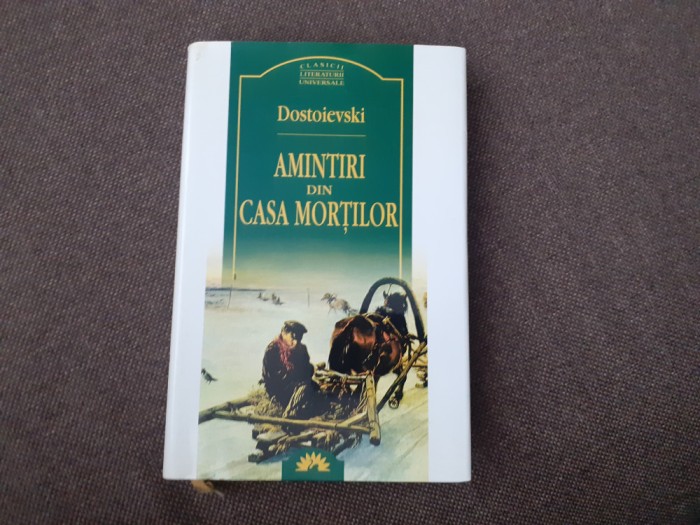 CLASICII
LITERATURII
UNIVERSALE
Dostoievski
AMINTIRI
DIN
CASA MORȚILOR